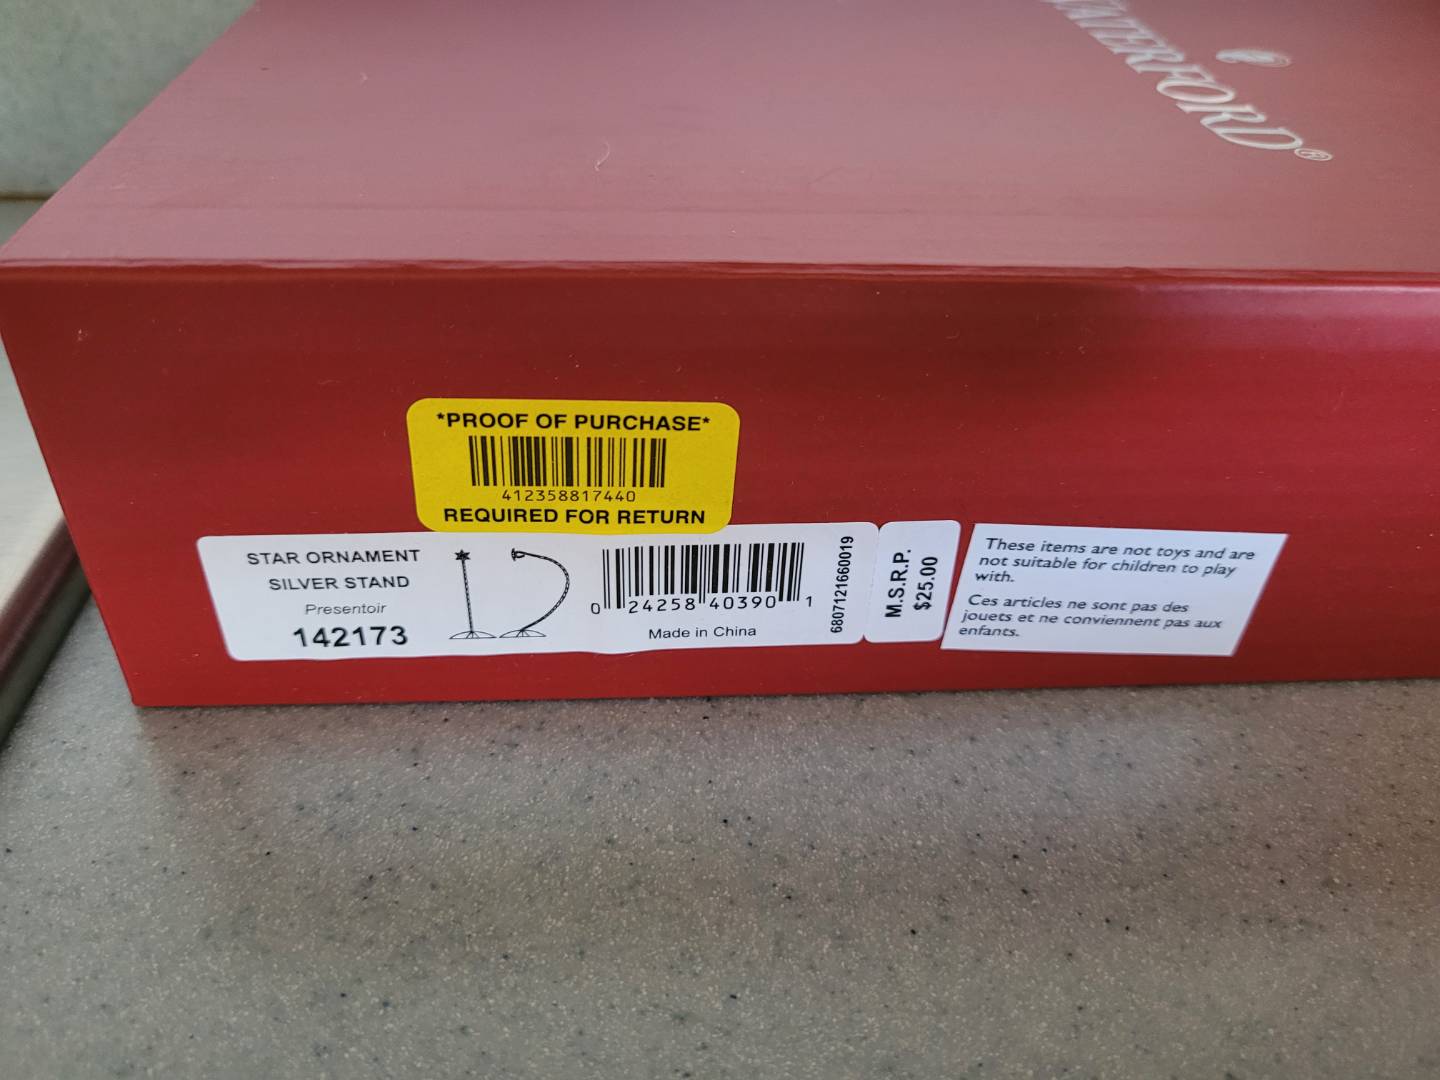 WATERFORD®
*PROOF OF PURCHASE*
412358817440
REQUIRED FOR RETURN
STAR ORNAMENT
SILVER STAND
Presentoir
142173
0 24258 40390 1
Made in China
6807121660019
M.S.R.P.
$25.00
These items are not toys and are
not suitable for children to play
with.
Ces articles ne sont pas des
jouets et ne conviennent pas aux
enfants.